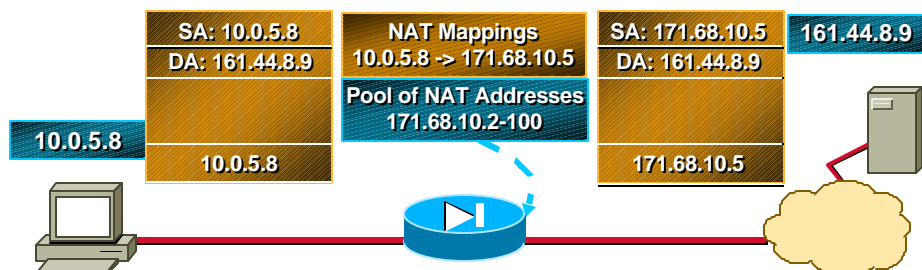 10.0.5.8
SA: 10.0.5.8
DA: 161.44.8.9
10.0.5.8
NAT Mappings
10.0.5.8 -> 171.68.10.5
Pool of NAT Addresses
171.68.10.2-100
SA: 171.68.10.5
DA: 161.44.8.9
171.68.10.5
161.44.8.9